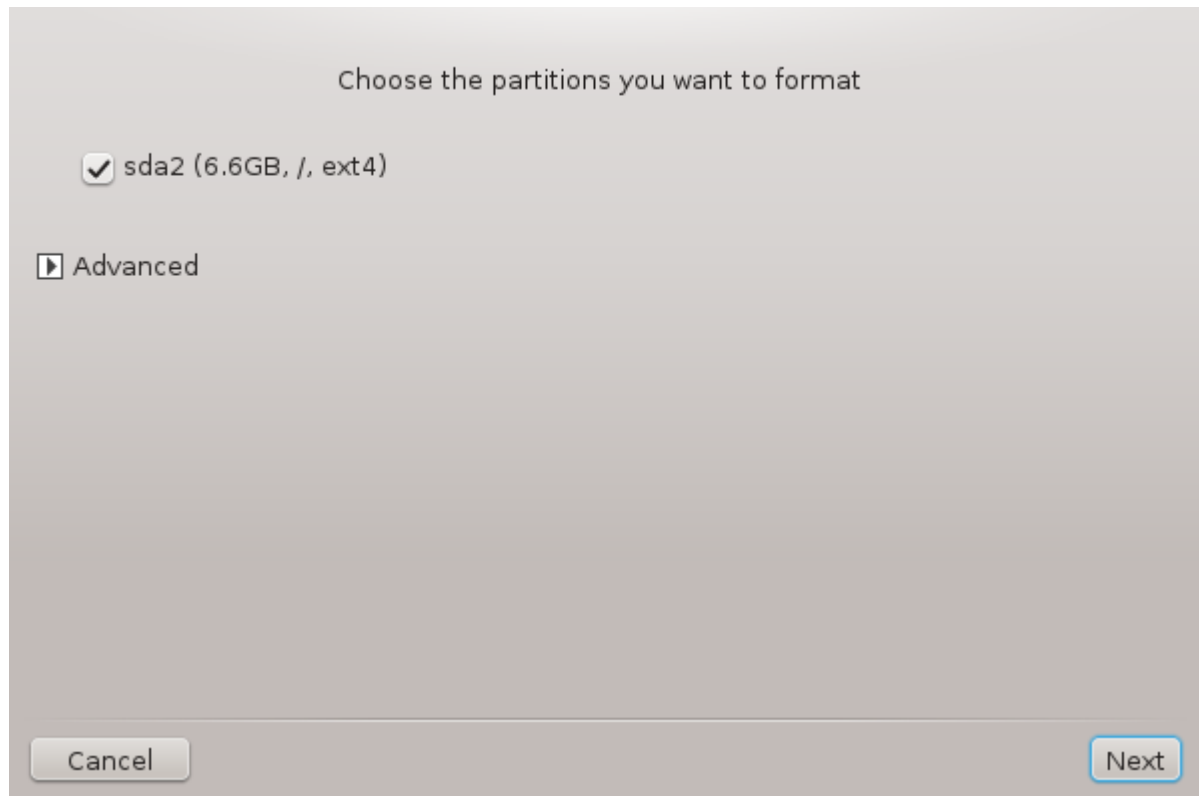 Choose the partitions you want to format
sda2 (6.6GB, /, ext4)
Advanced
Cancel
Next